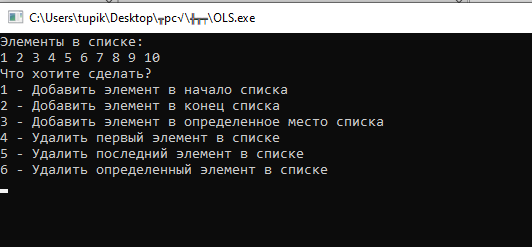 C:\Users\tupik\Desktop\╤рс√\╬╤╤\OLS.exe
Элементы в списке:
1 2 3 4 5 6 7 8 9 10
Что хотите сделать?
1 - Добавить элемент в начало списка
2 - Добавить элемент в конец списка
3 - Добавить элемент в определенное место списка
4 - Удалить первый элемент в списке
5 - Удалить последний элемент в списке
6 - Удалить определенный элемент в списке